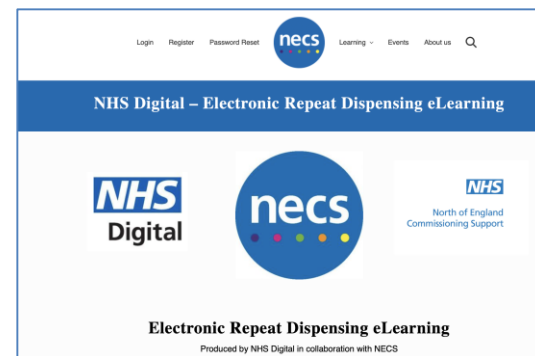 Login Register Password Reset necs Learning Events About us
NHS Digital – Electronic Repeat Dispensing eLearning
NHS
Digital
necs
NHS
North of England
Commissioning Support
Electronic Repeat Dispensing eLearning
Produced by NHS Digital in collaboration with NECS